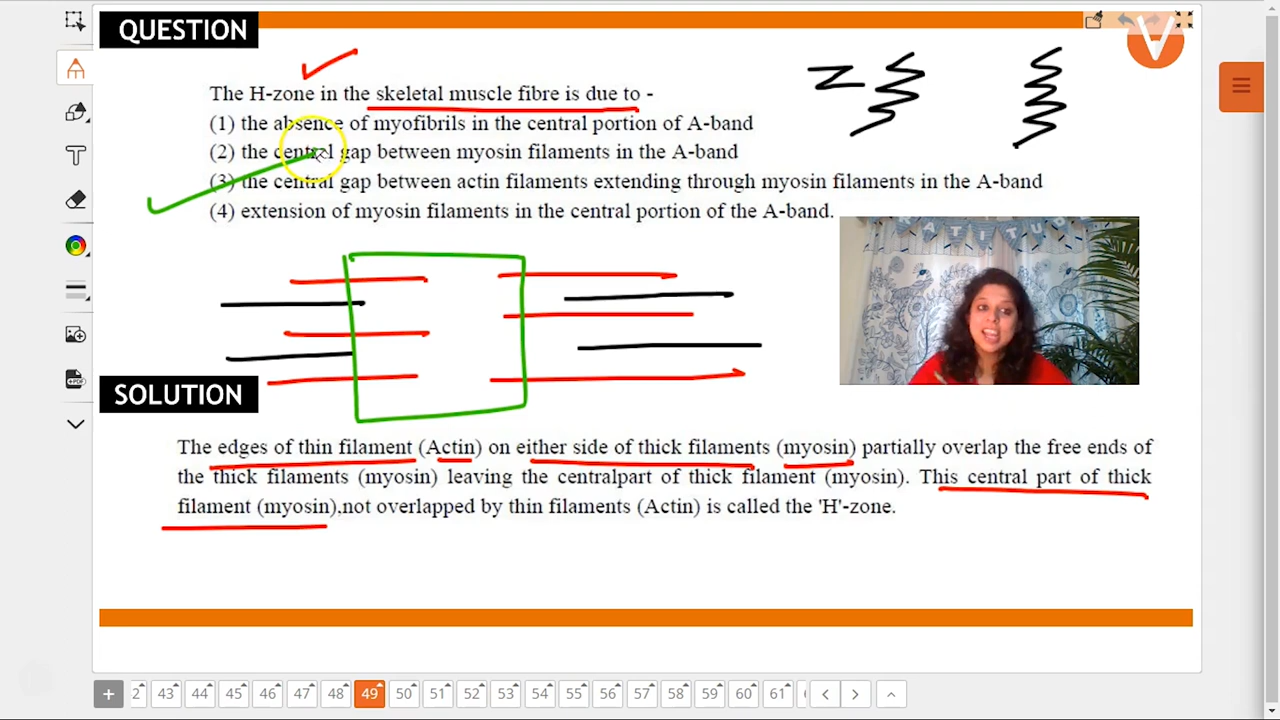 QUESTION
The H-zone in the skeletal muscle fibre is due to -
(1) the absence of myofibrils in the central portion of A-band
(2) the central gap between myosin filaments in the A-band
(3) the central gap between actin filaments extending through myosin filaments in the A-band
(4) extension of myosin filaments in the central portion of the A-band.
Z
GRATITUD
SOLUTION
The edges of thin filament (Actin) on either side of thick filaments (myosin) partially overlap the free ends of
the thick filaments (myosin) leaving the centralpart of thick filament (myosin). This central part of thick
filament (myosin),not overlapped by thin filaments (Actin) is called the 'H'-zone.
2 43 44 45 46 47 48 49 50 51 52 53 54 55 56 57 58 59 60 61